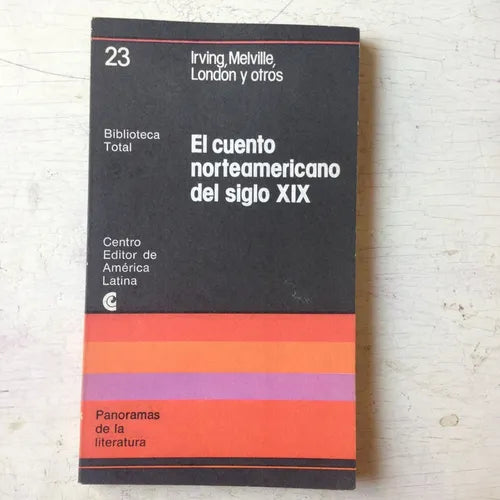 23
Irving, Melville,
London y otros
Biblioteca
Total
El cuento
norteamericano
del siglo XIX
Centro
Editor de
América
Latina
Panoramas
de la
literatura